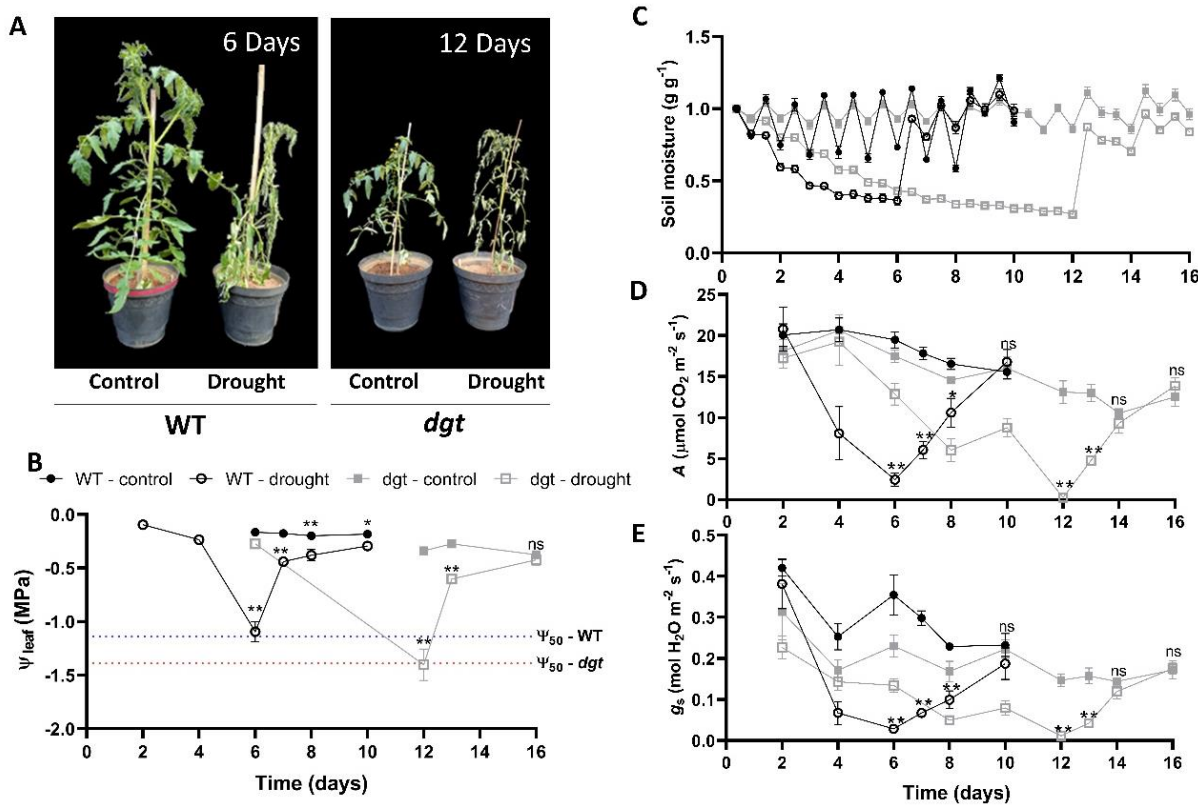 A
6 Days
12 Days
Control Drought Control Drought
WT dgt
B
WT - control WT - drought dgt - control dgt - drought
0.0
-0.5
-1.0
-1.5
-2.0
Ψleaf (MPa)
** ** ** * ** ** ns
Ψ50 - WT
Ψ50 - dgt
0 2 4 6 8 10 12 14 16
Time (days)
C
1.5
1.0
0.5
0.0
Soil moisture (g g⁻¹)
0 2 4 6 8 10 12 14 16
D
25
20
15
10
5
0
A (µmol CO₂ m⁻² s⁻¹)
** ** * ns ** ** ns ns
0 2 4 6 8 10 12 14 16
E
0.5
0.4
0.3
0.2
0.1
0.0
gs (mol H₂O m⁻² s⁻¹)
** ** ** ns ** ** ns ns
0 2 4 6 8 10 12 14 16
Time (days)